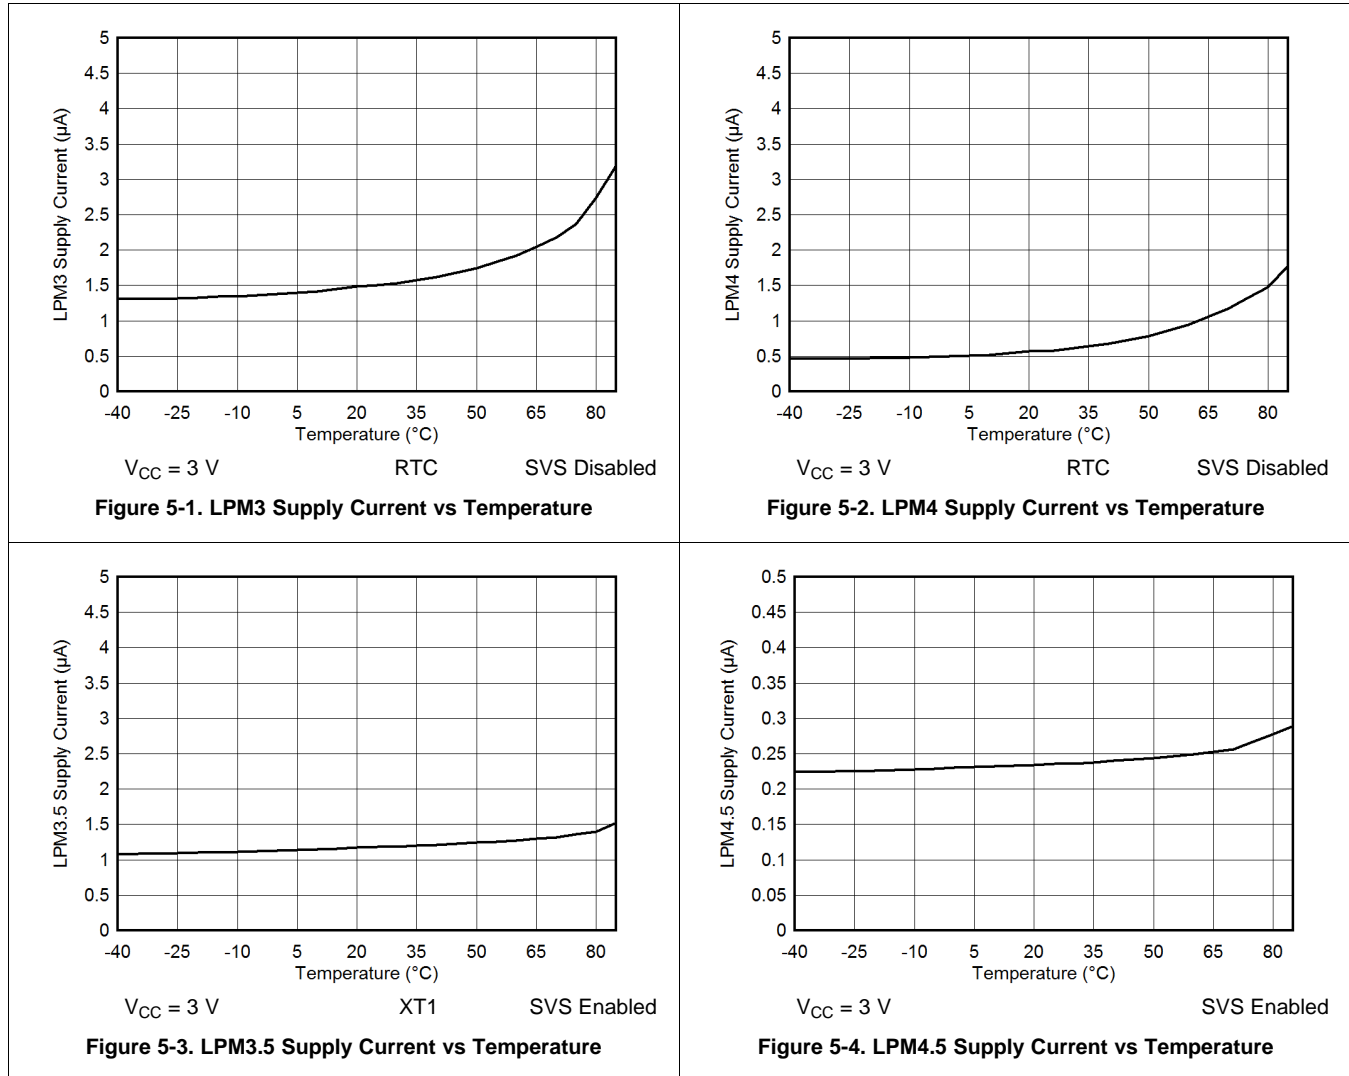 5
4.5
4
3.5
3
2.5
2
1.5
1
0.5
0
LPM3 Supply Current (µA)
-40 -25 -10 5 20 35 50 65 80
Temperature (°C)
VCC = 3 V RTC SVS Disabled
Figure 5-1. LPM3 Supply Current vs Temperature
5
4.5
4
3.5
3
2.5
2
1.5
1
0.5
0
LPM4 Supply Current (µA)
-40 -25 -10 5 20 35 50 65 80
Temperature (°C)
VCC = 3 V RTC SVS Disabled
Figure 5-2. LPM4 Supply Current vs Temperature
5
4.5
4
3.5
3
2.5
2
1.5
1
0.5
0
LPM3.5 Supply Current (µA)
-40 -25 -10 5 20 35 50 65 80
Temperature (°C)
VCC = 3 V XT1 SVS Enabled
Figure 5-3. LPM3.5 Supply Current vs Temperature
0.5
0.45
0.4
0.35
0.3
0.25
0.2
0.15
0.1
0.05
0
LPM4.5 Supply Current (µA)
-40 -25 -10 5 20 35 50 65 80
Temperature (°C)
VCC = 3 V SVS Enabled
Figure 5-4. LPM4.5 Supply Current vs Temperature